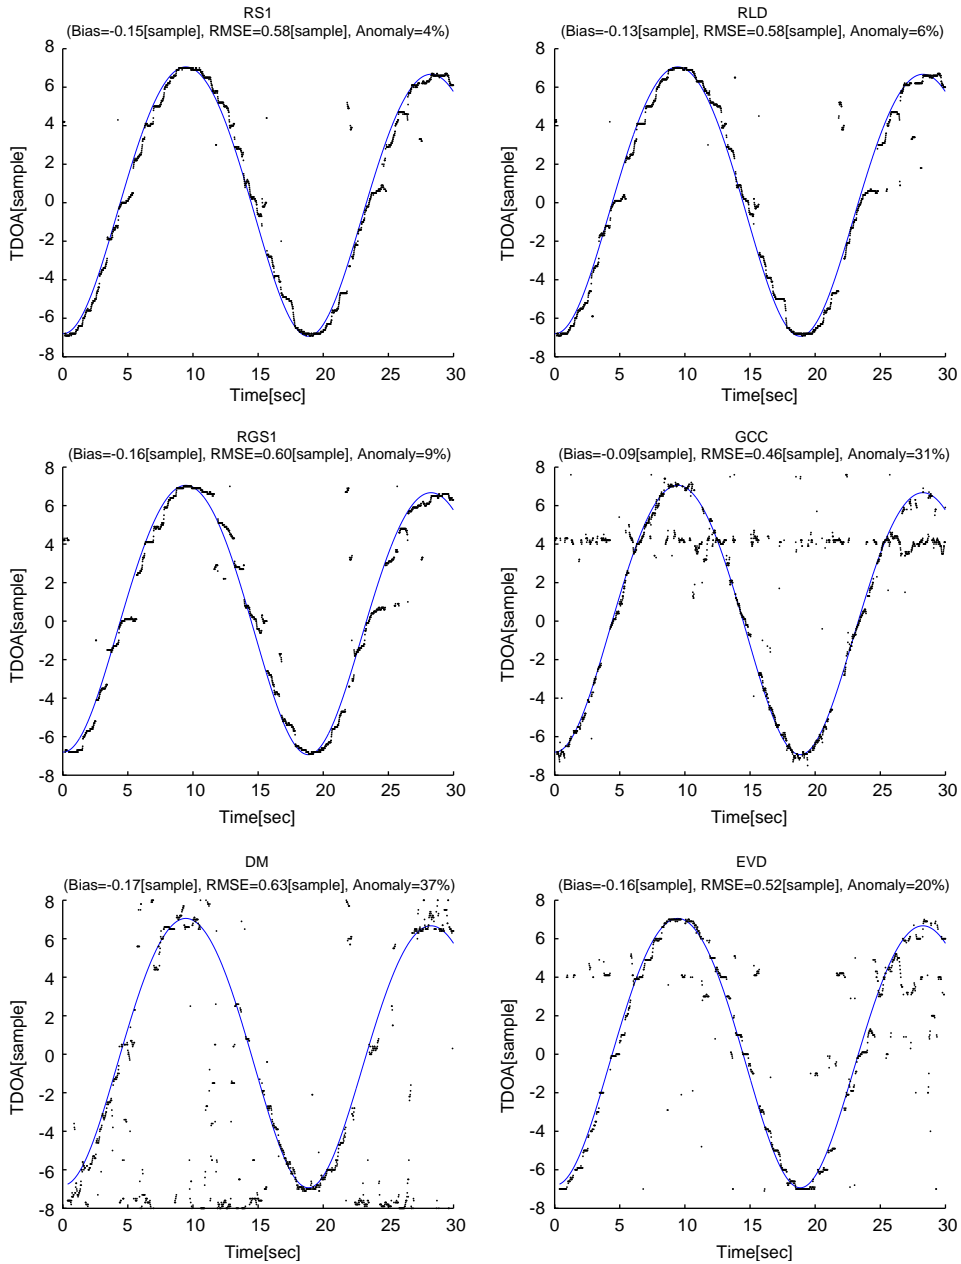 RS1
(Bias=-0.15[sample], RMSE=0.58[sample], Anomaly=4%)
8
6
4
2
0
-2
-4
-6
-8
TDOA[sample]
0 5 10 15 20 25 30
Time[sec]
RLD
(Bias=-0.13[sample], RMSE=0.58[sample], Anomaly=6%)
8
6
4
2
0
-2
-4
-6
-8
TDOA[sample]
0 5 10 15 20 25 30
Time[sec]
RGS1
(Bias=-0.16[sample], RMSE=0.60[sample], Anomaly=9%)
8
6
4
2
0
-2
-4
-6
-8
TDOA[sample]
0 5 10 15 20 25 30
Time[sec]
GCC
(Bias=-0.09[sample], RMSE=0.46[sample], Anomaly=31%)
8
6
4
2
0
-2
-4
-6
-8
TDOA[sample]
0 5 10 15 20 25 30
Time[sec]
DM
(Bias=-0.17[sample], RMSE=0.63[sample], Anomaly=37%)
8
6
4
2
0
-2
-4
-6
-8
TDOA[sample]
0 5 10 15 20 25 30
Time[sec]
EVD
(Bias=-0.16[sample], RMSE=0.52[sample], Anomaly=20%)
8
6
4
2
0
-2
-4
-6
-8
TDOA[sample]
0 5 10 15 20 25 30
Time[sec]